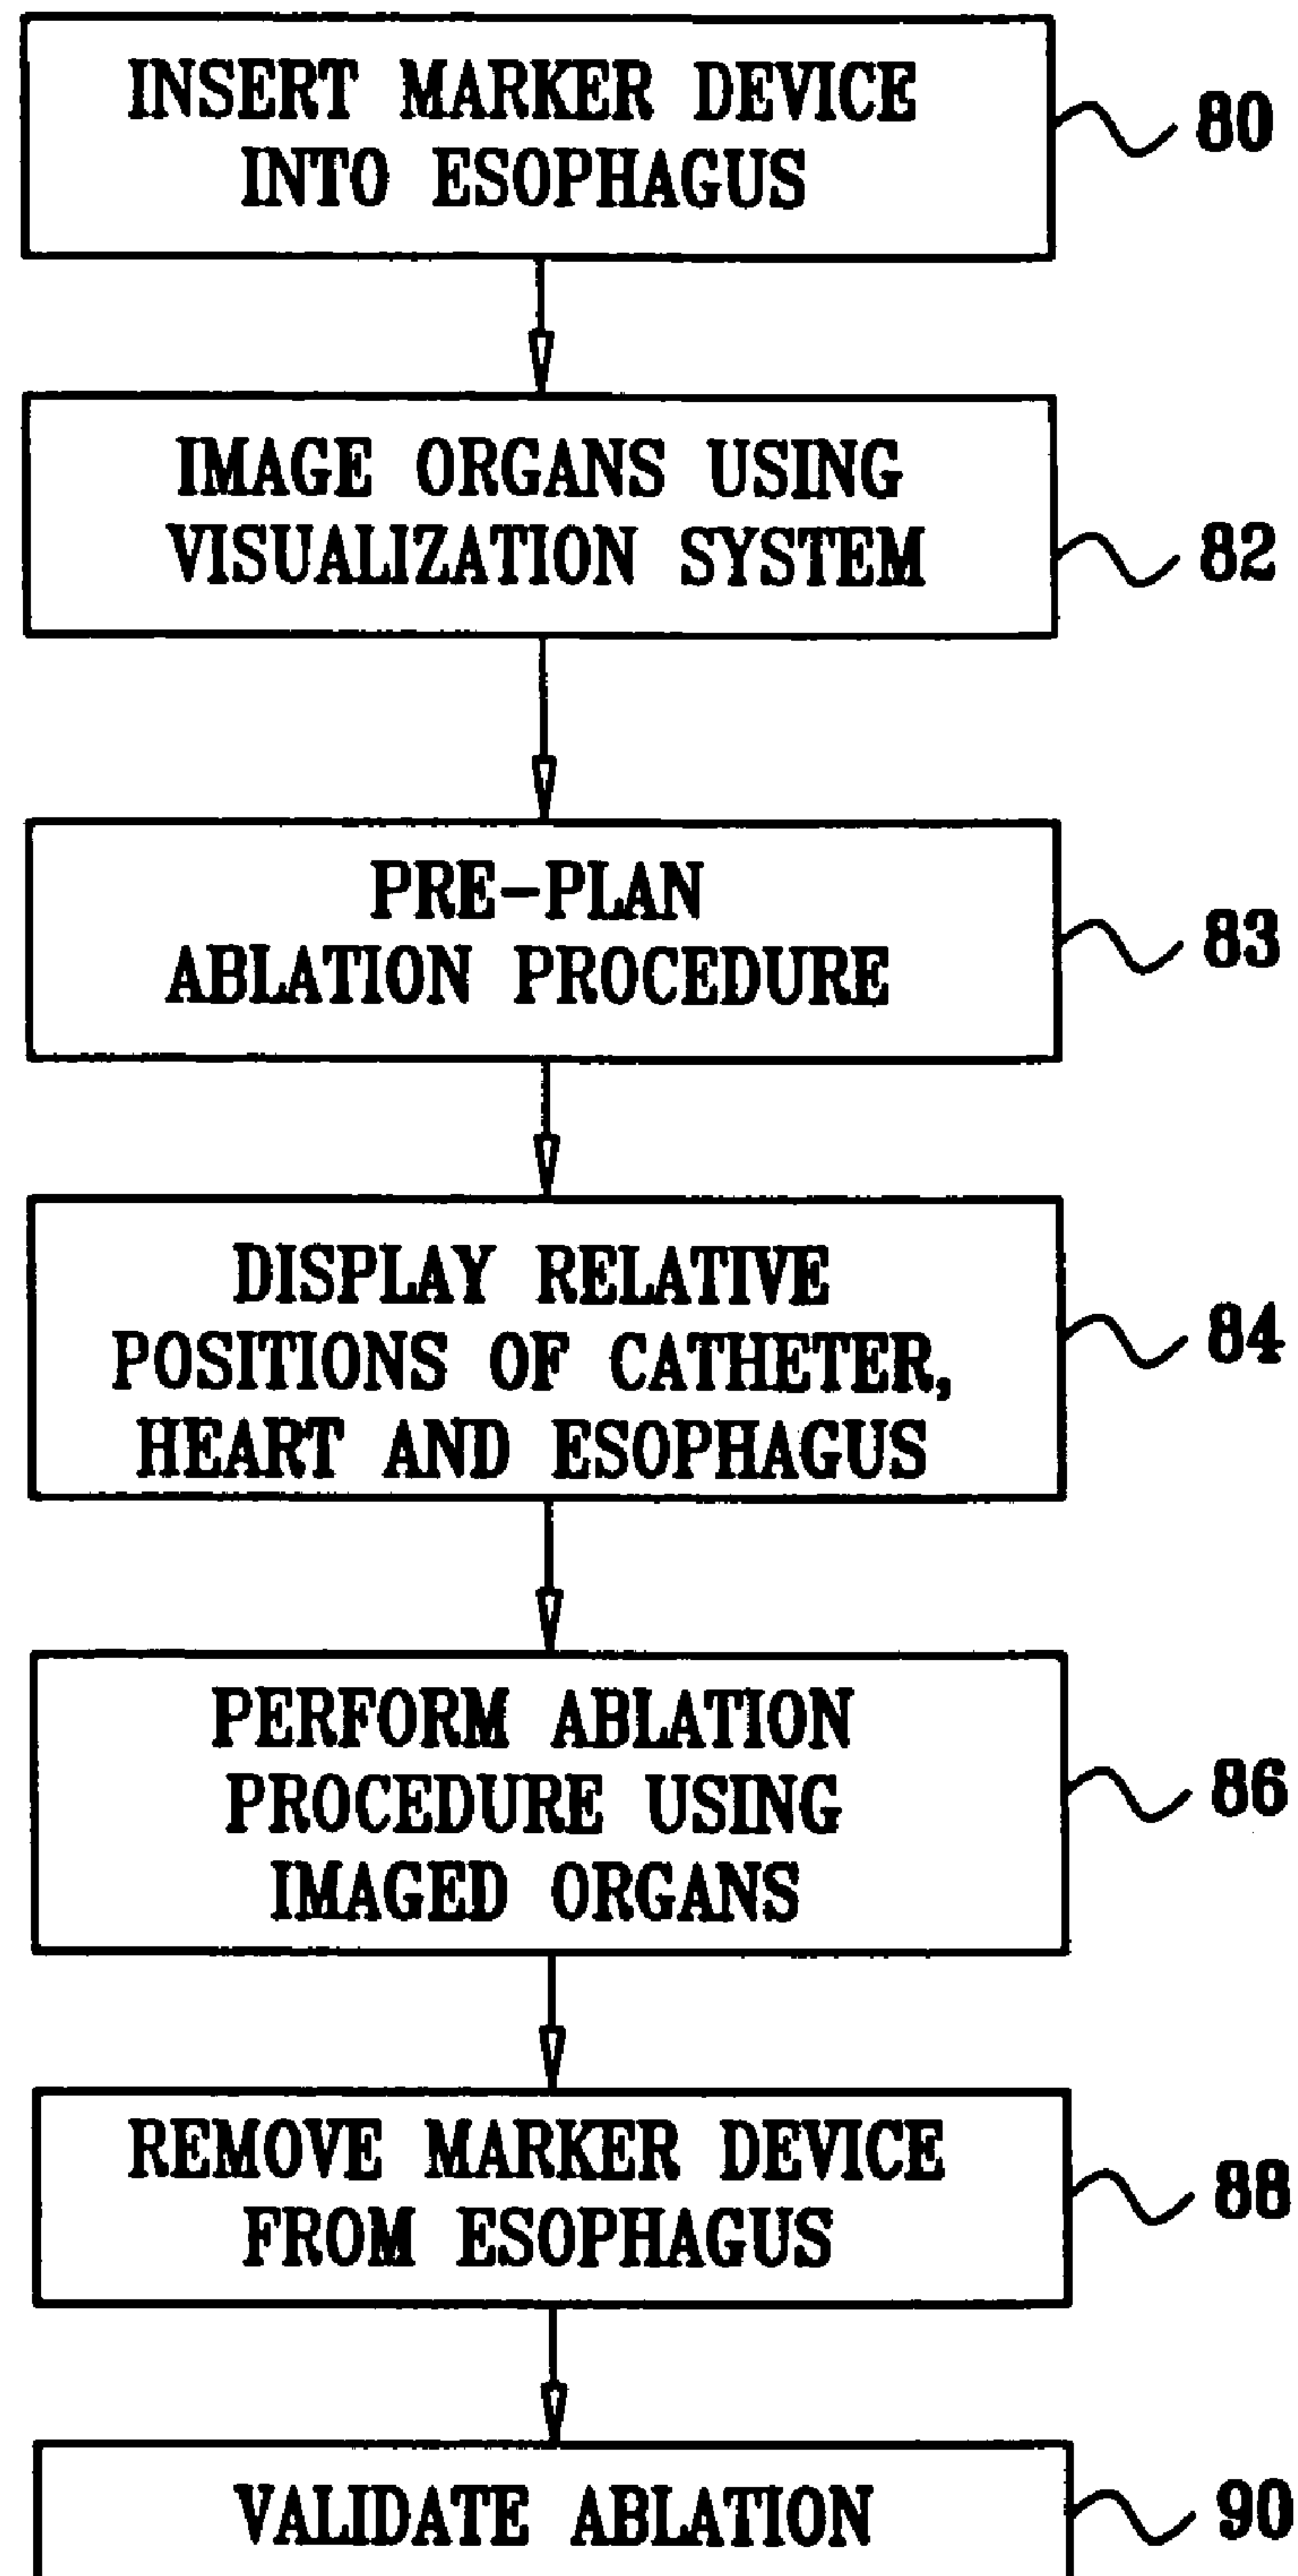 INSERT MARKER DEVICE
INTO ESOPHAGUS
80
IMAGE ORGANS USING
VISUALIZATION SYSTEM
82
PRE-PLAN
ABLATION PROCEDURE
83
DISPLAY RELATIVE
POSITIONS OF CATHETER,
HEART AND ESOPHAGUS
84
PERFORM ABLATION
PROCEDURE USING
IMAGED ORGANS
86
REMOVE MARKER DEVICE
FROM ESOPHAGUS
88
VALIDATE ABLATION
90